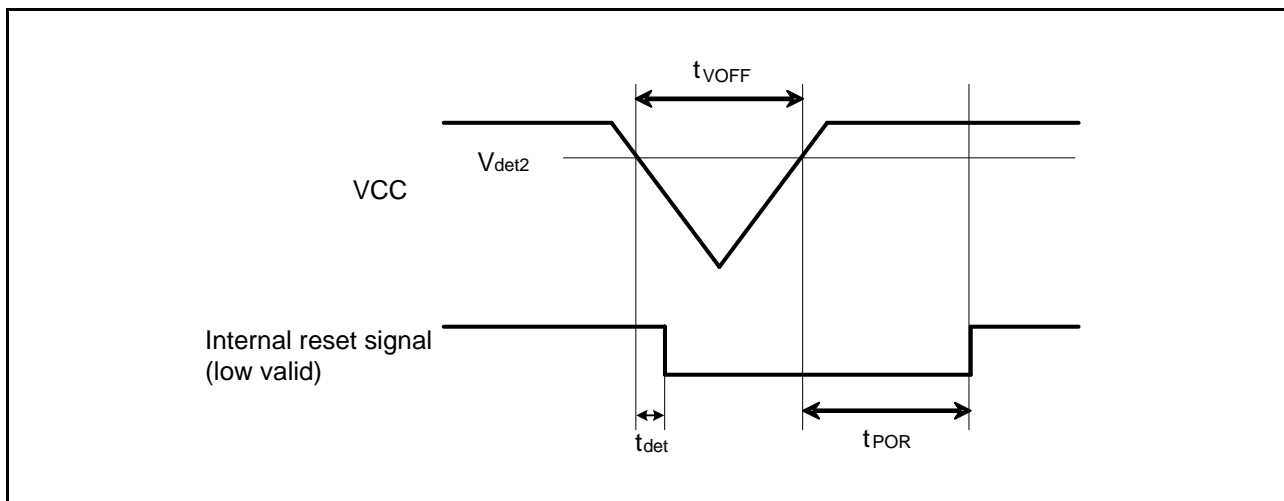 tVOFF
Vdet2
VCC
Internal reset signal
(low valid)
tdet
tPOR